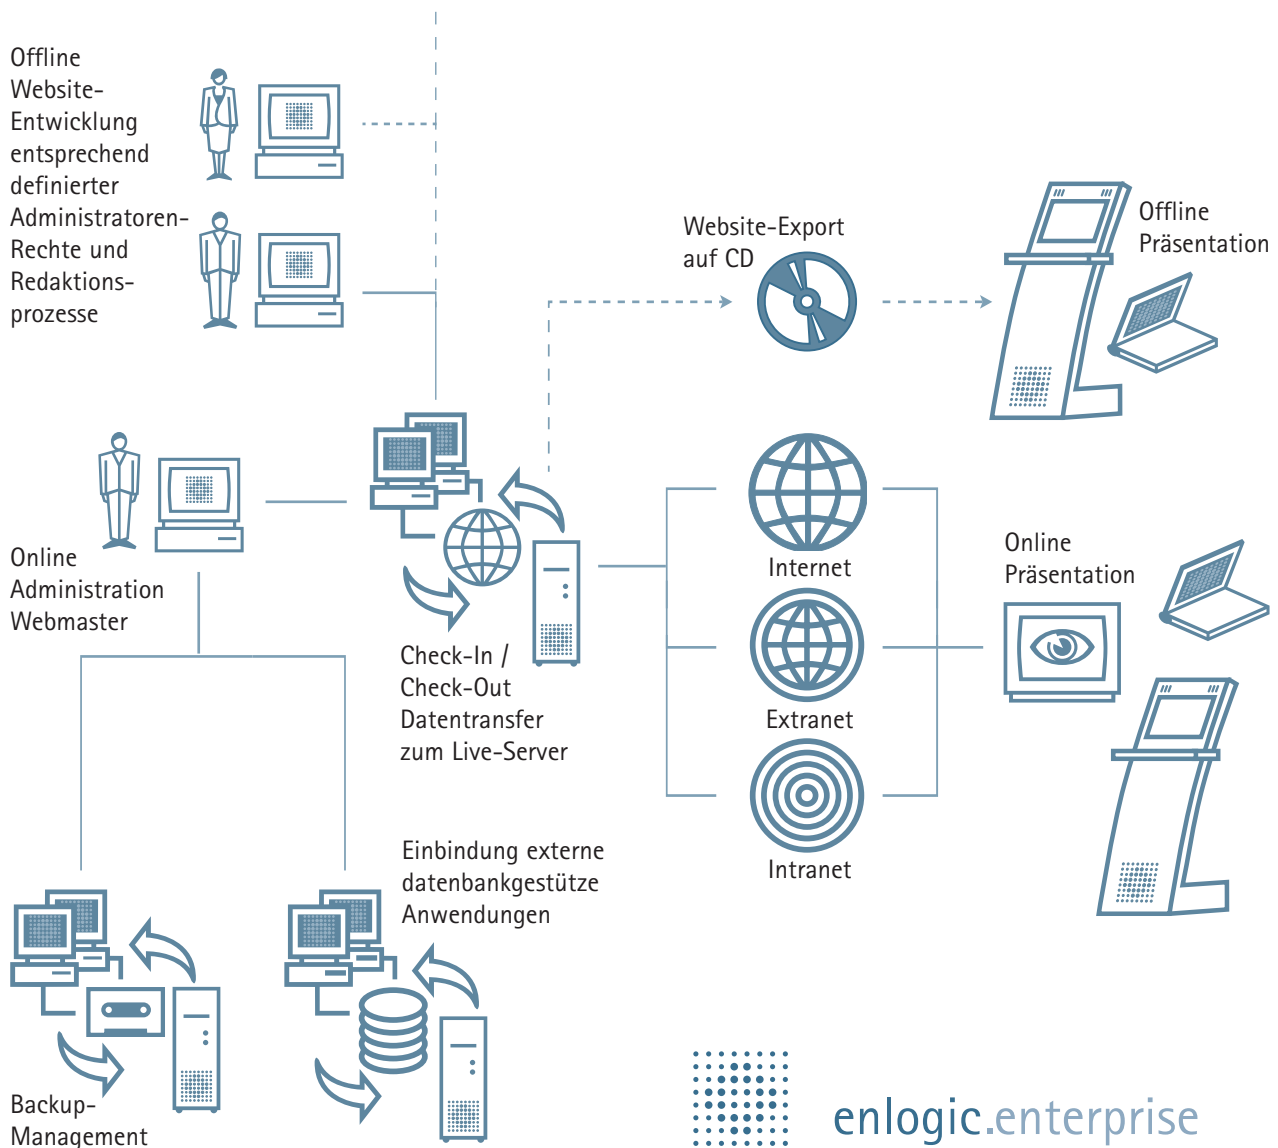 Offline
Website-
Entwicklung
entsprechend
definierter
Administratoren-
Rechte und
Redaktions-
prozesse
Website-Export
auf CD
Offline
Präsentation
Online
Administration
Webmaster
Check-In /
Check-Out
Datentransfer
zum Live-Server
Internet
Extranet
Intranet
Online
Präsentation
Einbindung externe
datenbankgestütze
Anwendungen
Backup-
Management
enlogic.enterprise